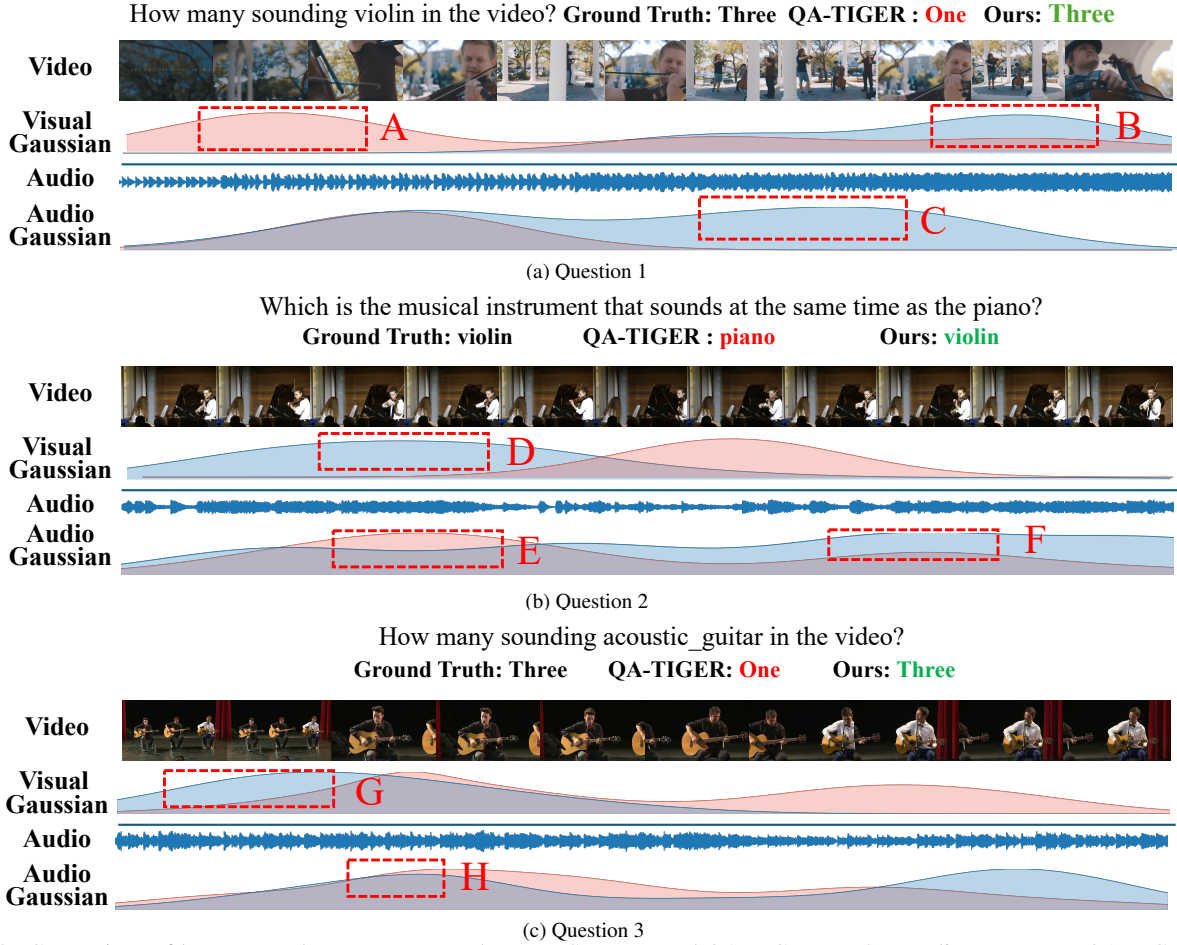 How many sounding violin in the video? Ground Truth: Three QA-TIGER : One Ours: Three
Video
Visual
Gaussian
A
B
Audio
Audio
Gaussian
C
(a) Question 1
Which is the musical instrument that sounds at the same time as the piano?
Ground Truth: violin QA-TIGER : piano Ours: violin
Video
Visual
Gaussian
D
Audio
Audio
Gaussian
E
F
(b) Question 2
How many sounding acoustic_guitar in the video?
Ground Truth: Three QA-TIGER: One Ours: Three
Video
Visual
Gaussian
G
Audio
Audio
Gaussian
H
(c) Question 3